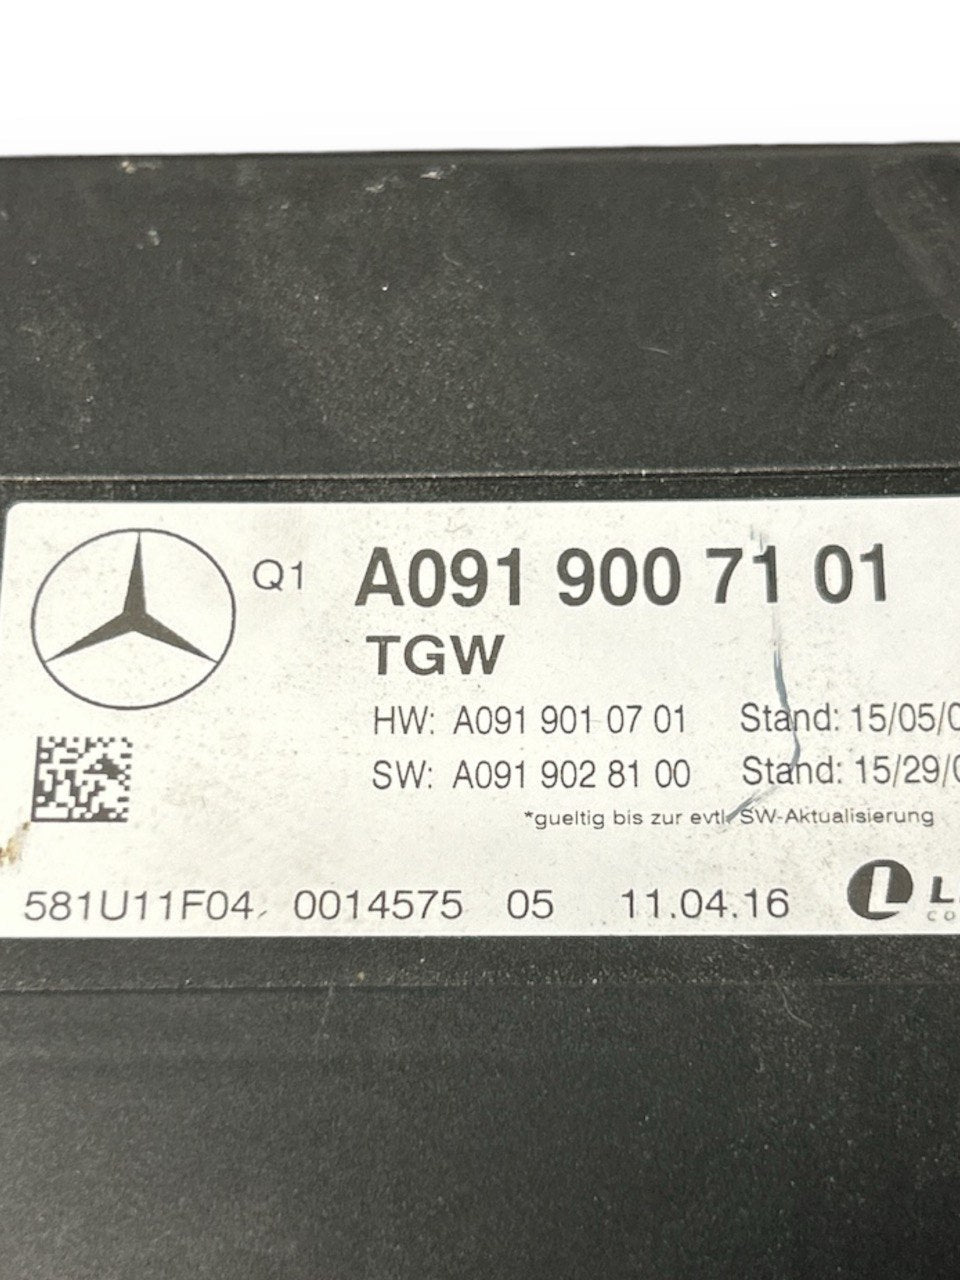 Q1 A091 900 71 01
TGW
HW: A091 901 07 01 Stand: 15/05/0
SW: A091 902 81 00 Stand: 15/29/0
*gueltig bis zur evtl. SW-Aktualisierung
581U11F04 0014575 05 11.04.16